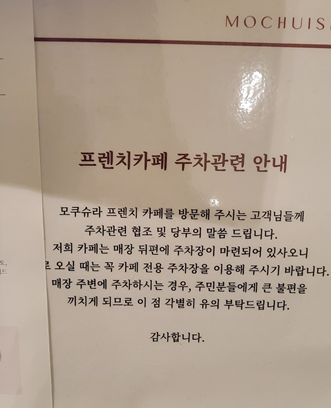 MOCHUIS
프렌치카페 주차관련 안내
모쿠슈라 프렌치 카페를 방문해 주시는 고객님들께
주차관련 협조 및 당부의 말씀 드립니다.
저희 카페는 매장 뒤편에 주차장이 마련되어 있사오니
로 오실 때는 꼭 카페 전용 주차장을 이용해 주시기 바랍니다.
매장 주변에 주차하시는 경우, 주민분들에게 큰 불편을
끼치게 되므로 이 점 각별히 유의 부탁드립니다.
감사합니다.